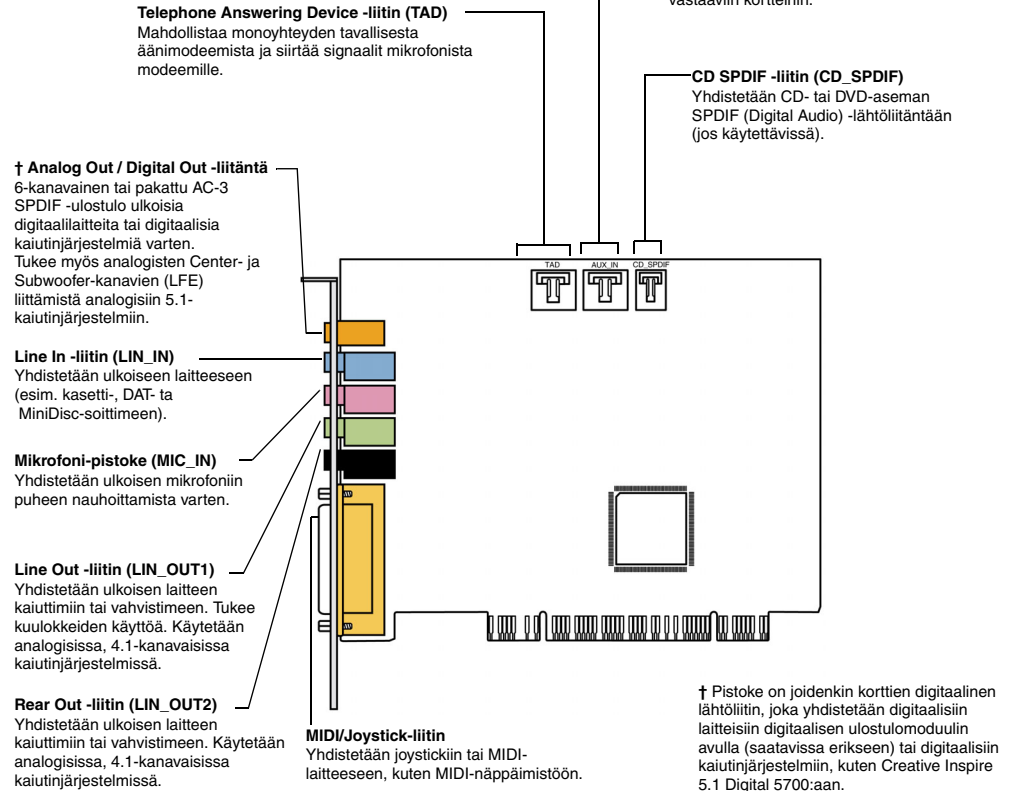 vastaaviin kortteihin.
Telephone Answering Device -liitin (TAD)
Mahdollistaa monoyhteyden tavallisesta
äänimodeemista ja siirtää signaalit mikrofonista
modeemille.
CD SPDIF -liitin (CD_SPDIF)
Yhdistetään CD- tai DVD-aseman
SPDIF (Digital Audio) -lähtöliitäntään
(jos käytettävissä).
† Analog Out / Digital Out -liitäntä
6-kanavainen tai pakattu AC-3
SPDIF -ulostulo ulkoisia
digitaalilaitteita tai digitaalisia
kaiutinjärjestelmiä varten.
Tukee myös analogisten Center- ja
Subwoofer-kanavien (LFE)
liittämistä analogisiin 5.1-
kaiutinjärjestelmiin.
TAD
AUX_IN
CD_SPDIF
Line In -liitin (LIN_IN)
Yhdistetään ulkoiseen laitteeseen
(esim. kasetti-, DAT- ta
MiniDisc-soittimeen).
Mikrofoni-pistoke (MIC_IN)
Yhdistetään ulkoisen mikrofoniin
puheen nauhoittamista varten.
Line Out -liitin (LIN_OUT1)
Yhdistetään ulkoisen laitteen
kaiuttimiin tai vahvistimeen. Tukee
kuulokkeiden käyttöä. Käytetään
analogisissa, 4.1-kanavaisissa
kaiutinjärjestelmissä.
Rear Out -liitin (LIN_OUT2)
Yhdistetään ulkoisen laitteen
kaiuttimiin tai vahvistimeen. Käytetään
analogisissa, 4.1-kanavaisissa
kaiutinjärjestelmissä.
MIDI/Joystick-liitin
Yhdistetään joystickiin tai MIDI-
laitteeseen, kuten MIDI-näppäimistöön.
† Pistoke on joidenkin korttien digitaalinen
lähtöliitin, joka yhdistetään digitaalisiin
laitteisiin digitaalisen ulostulomoduulin
avulla (saatavissa erikseen) tai digitaalisiin
kaiutinjärjestelmiin, kuten Creative Inspire
5.1 Digital 5700:aan.